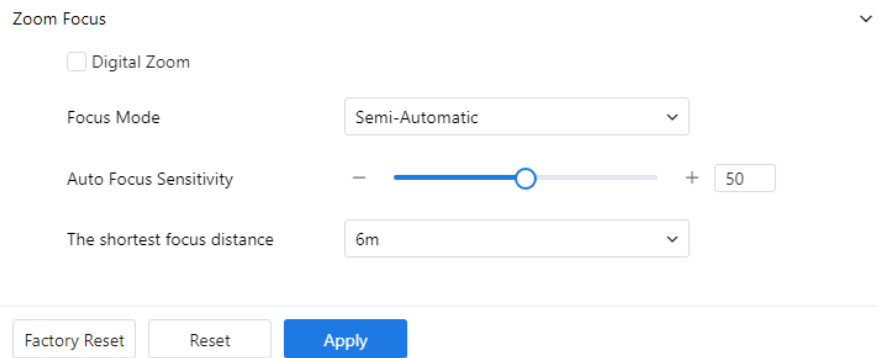 Zoom Focus
Digital Zoom
Focus Mode Semi-Automatic
Auto Focus Sensitivity − + 50
The shortest focus distance 6m
Factory Reset Reset Apply